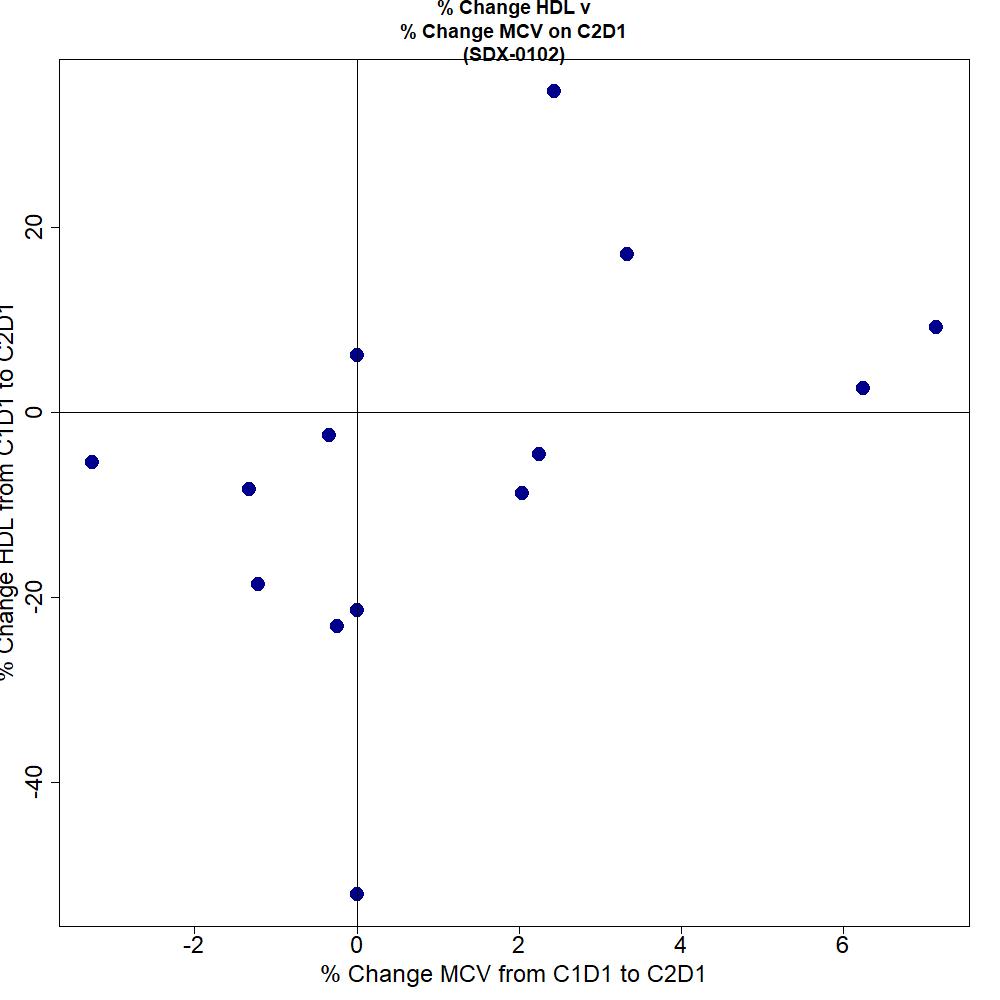 % Change HDL v
% Change MCV on C2D1
(SDX-0102)
% Change HDL from C1D1 to C2D1
20
0
-20
-40
-2
0
2
4
6
% Change MCV from C1D1 to C2D1